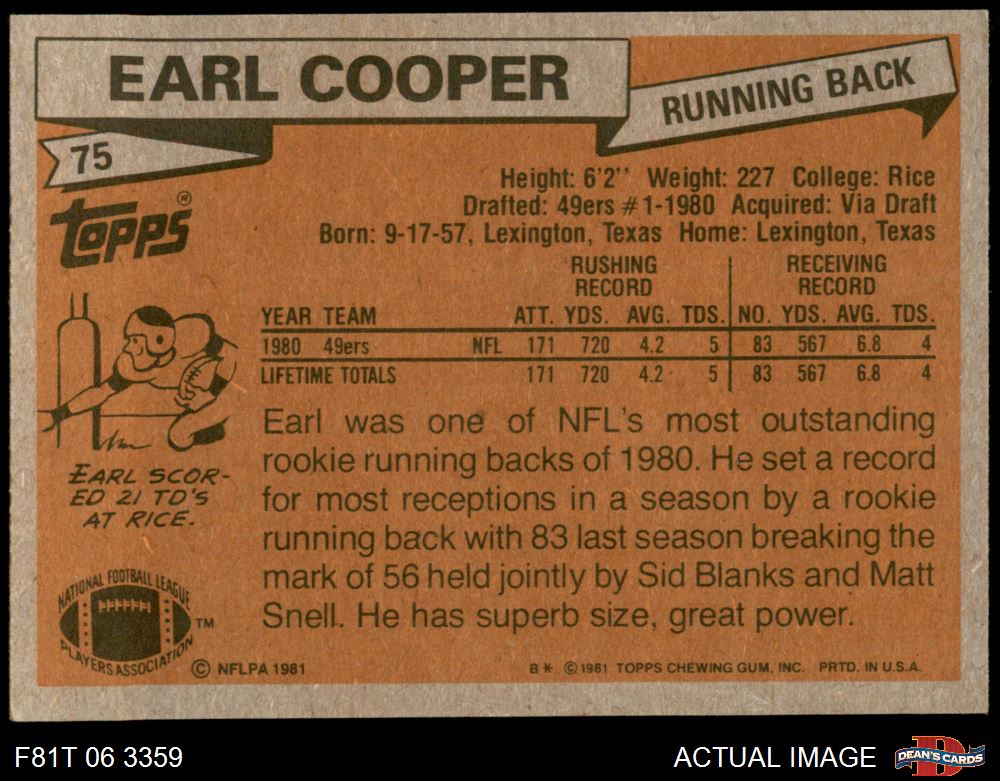 EARL COOPER
RUNNING BACK
75
TOPPS®
Height: 6'2'' Weight: 227 College: Rice
Drafted: 49ers #1-1980 Acquired: Via Draft
Born: 9-17-57, Lexington, Texas Home: Lexington, Texas
RUSHING RECORD RECEIVING RECORD
YEAR TEAM ATT. YDS. AVG. TDS. NO. YDS. AVG. TDS.
1980 49ers NFL 171 720 4.2 5 83 567 6.8 4
LIFETIME TOTALS 171 720 4.2 5 83 567 6.8 4
EARL SCOR-
ED 21 TD'S
AT RICE.
Earl was one of NFL's most outstanding
rookie running backs of 1980. He set a record
for most receptions in a season by a rookie
running back with 83 last season breaking the
mark of 56 held jointly by Sid Blanks and Matt
Snell. He has superb size, great power.
NATIONAL FOOTBALL LEAGUE
PLAYERS ASSOCIATION
TM
© NFLPA 1981
B* ©1981 TOPPS CHEWING GUM, INC. PRTD. IN U.S.A.
F81T 06 3359
ACTUAL IMAGE
D
DEAN'S CARDS